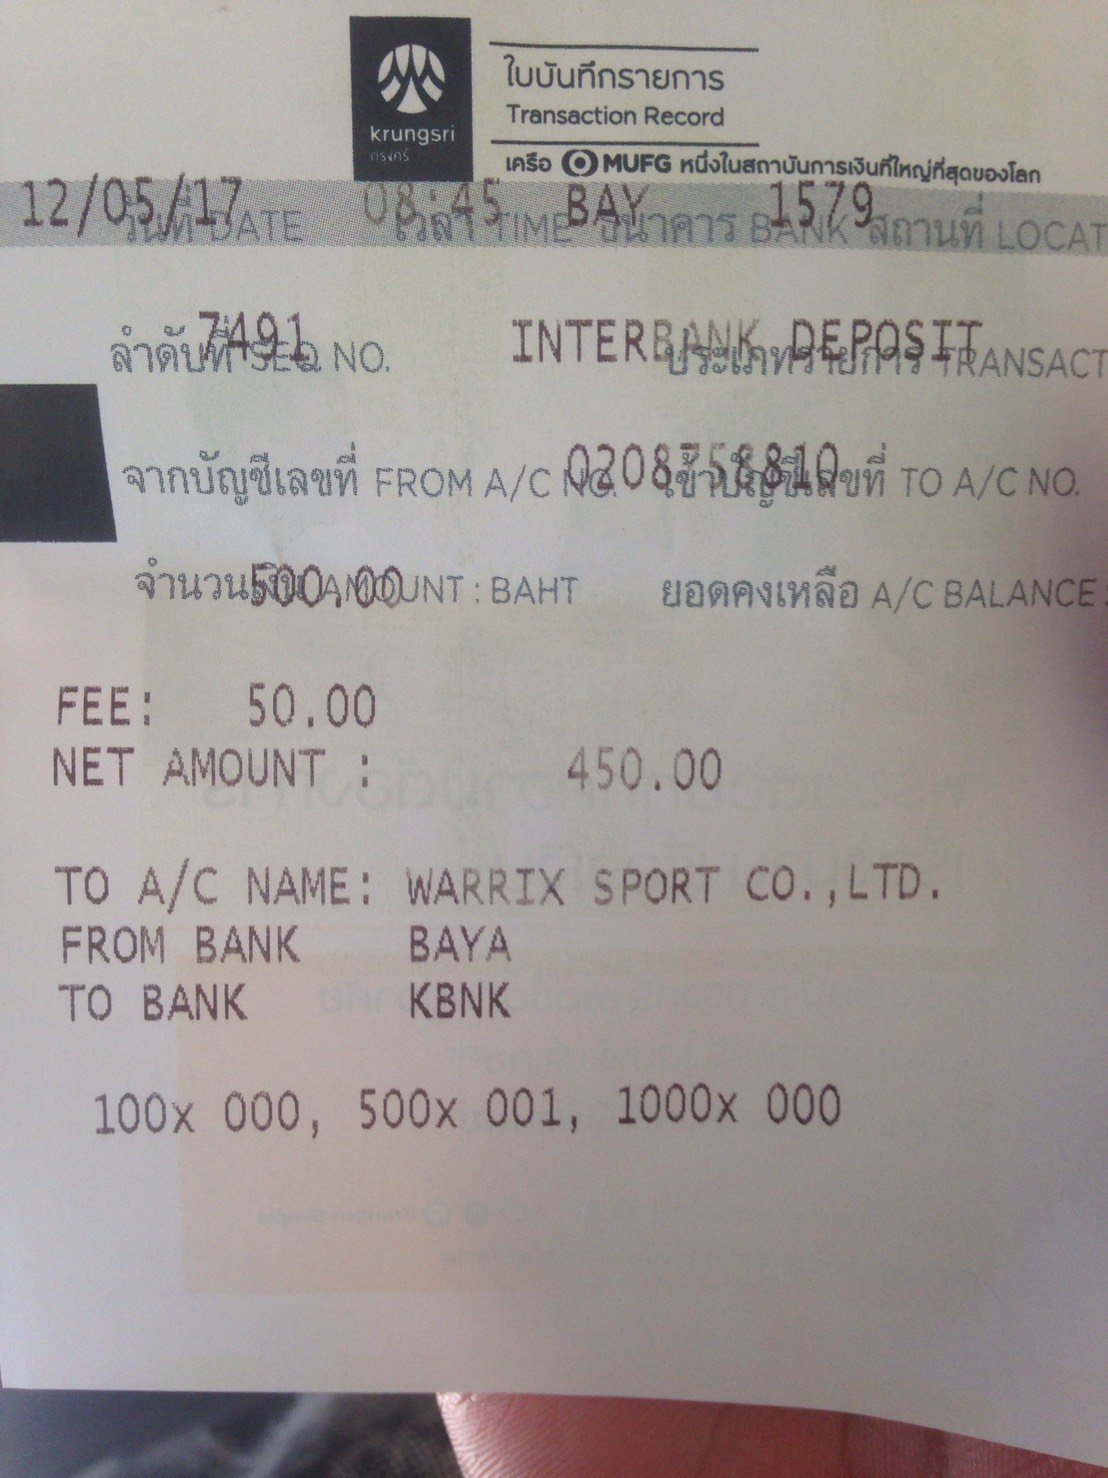 krungsri
กรุงศรี
ใบบันทึกรายการ
Transaction Record
เครือ MUFG หนึ่งในสถาบันการเงินที่ใหญ่ที่สุดของโลก
12/05/17 08:45 BAY 1579
วันที่ DATE เวลา TIME ธนาคาร BANK สถานที่ LOCAT
7491 INTERBANK DEPOSIT
ลำดับที่ SEQ NO. ประเภทรายการ TRANSACT
0208758810
จากบัญชีเลขที่ FROM A/C NO. เข้าบัญชีเลขที่ TO A/C NO.
500.00
จำนวนเงิน AMOUNT : BAHT ยอดคงเหลือ A/C BALANCE :
FEE: 50.00
NET AMOUNT : 450.00
TO A/C NAME: WARRIX SPORT CO.,LTD.
FROM BANK BAYA
TO BANK KBNK
100x 000, 500x 001, 1000x 000